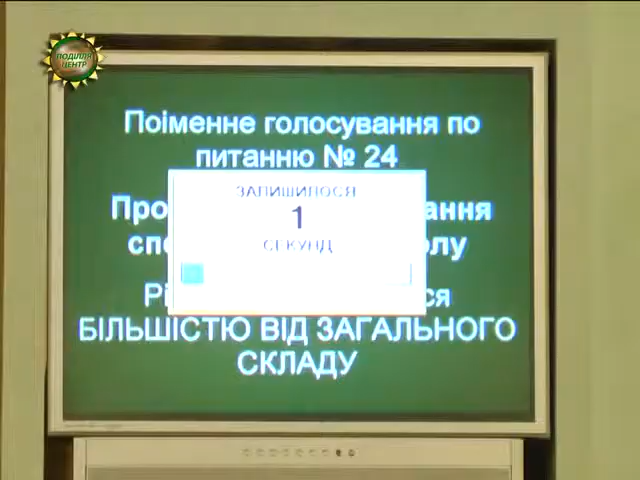 ПОДІЛЛЯ
ЦЕНТР
Поіменне голосування по
питанню № 24
ЗАЛИШИЛОСЯ
1
СЕКУНД
БІЛЬШІСТЮ ВІД ЗАГАЛЬНОГО
СКЛАДУ